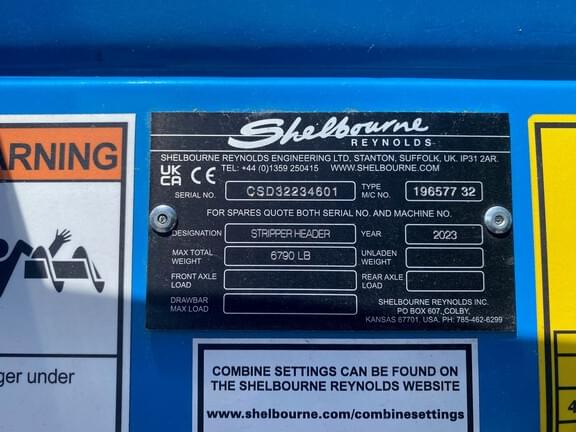 Shelbourne
REYNOLDS
SHELBOURNE REYNOLDS ENGINEERING LTD, STANTON, SUFFOLK, UK. IP31 2AR.
TEL: +44 (0)1359 250415 WWW.SHELBOURNE.COM
UK CA CE
SERIAL NO. CSD32234601 TYPE M/C NO. 196577 32
FOR SPARES QUOTE BOTH SERIAL NO. AND MACHINE NO.
DESIGNATION STRIPPER HEADER YEAR 2023
MAX TOTAL WEIGHT 6790 LB UNLADEN WEIGHT
FRONT AXLE LOAD REAR AXLE LOAD
DRAWBAR MAX LOAD
SHELBOURNE REYNOLDS INC.
PO BOX 607, COLBY,
KANSAS 67701, USA. PH: 785-462-6299
ARNING
ger under
COMBINE SETTINGS CAN BE FOUND ON
THE SHELBOURNE REYNOLDS WEBSITE
www.shelbourne.com/combinesettings
4